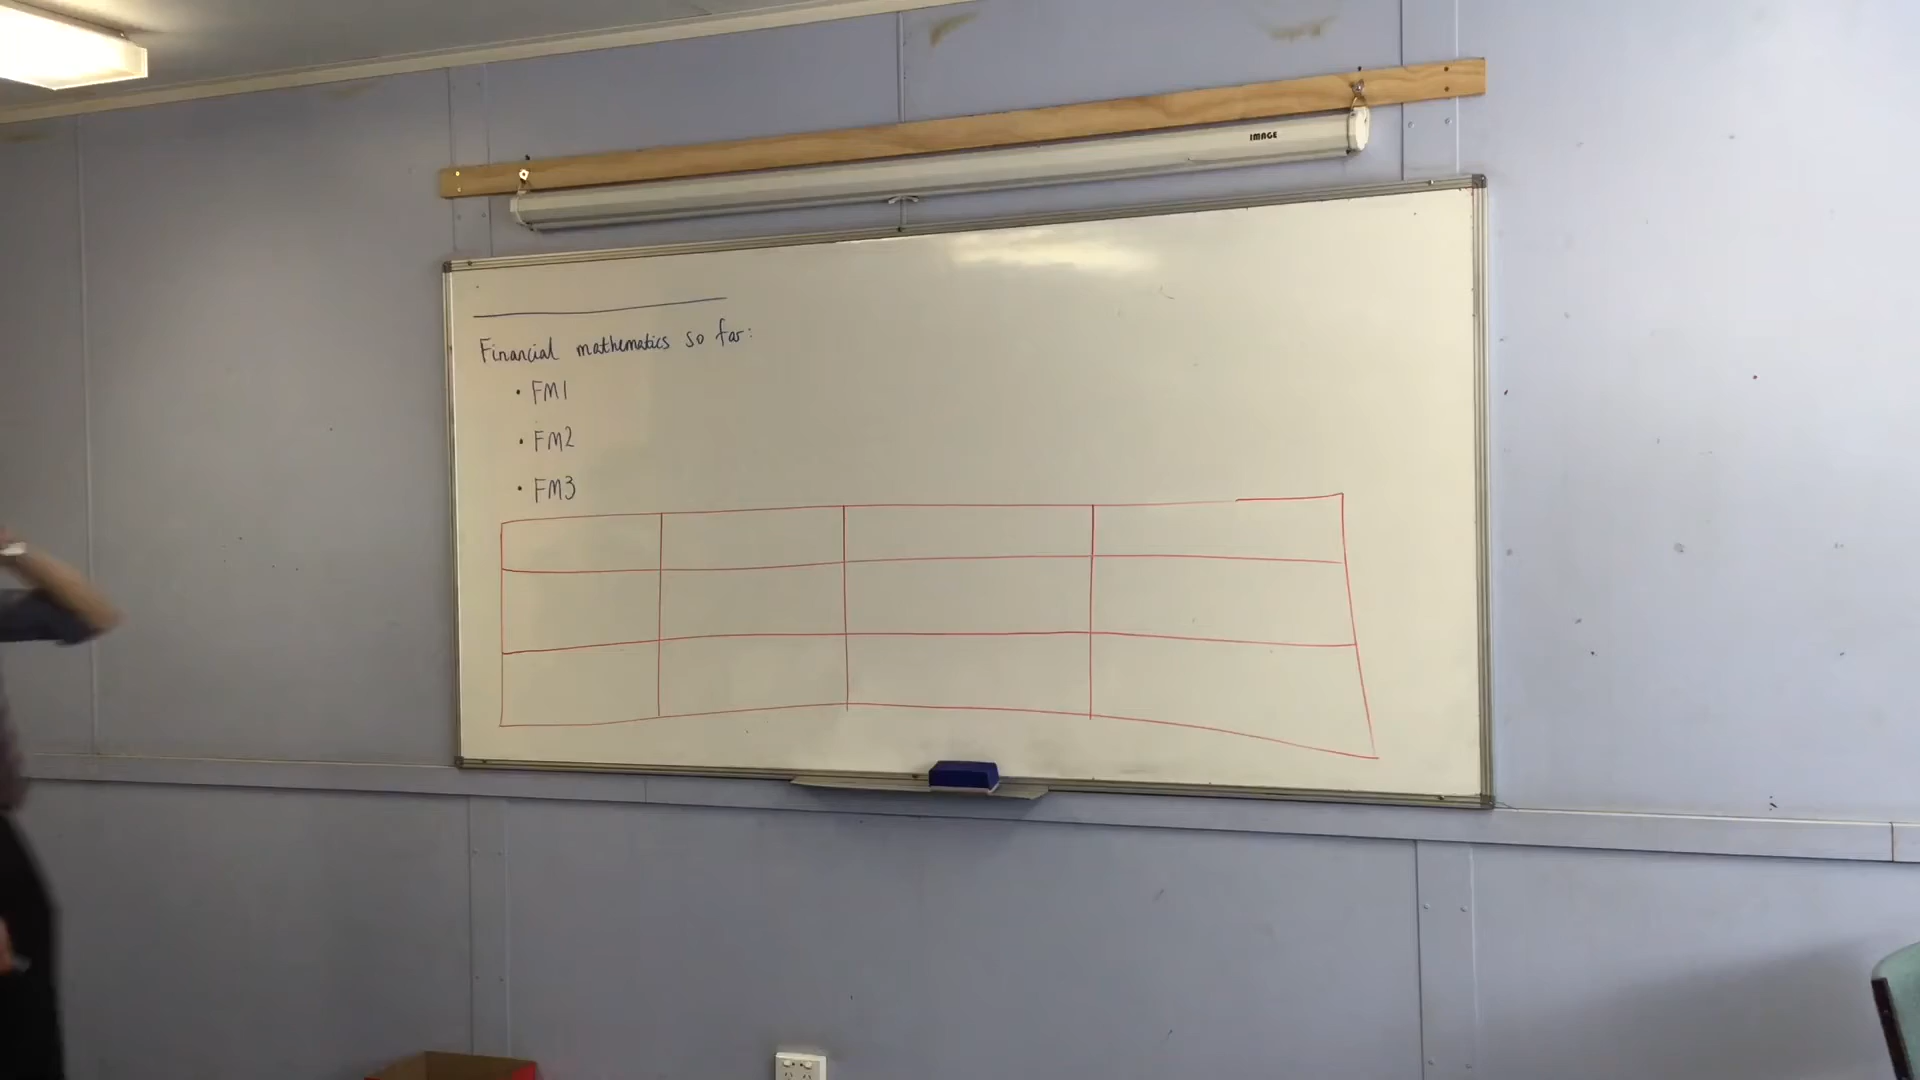 IMAGE
Financial mathematics so far:
• FM1
• FM2
• FM3